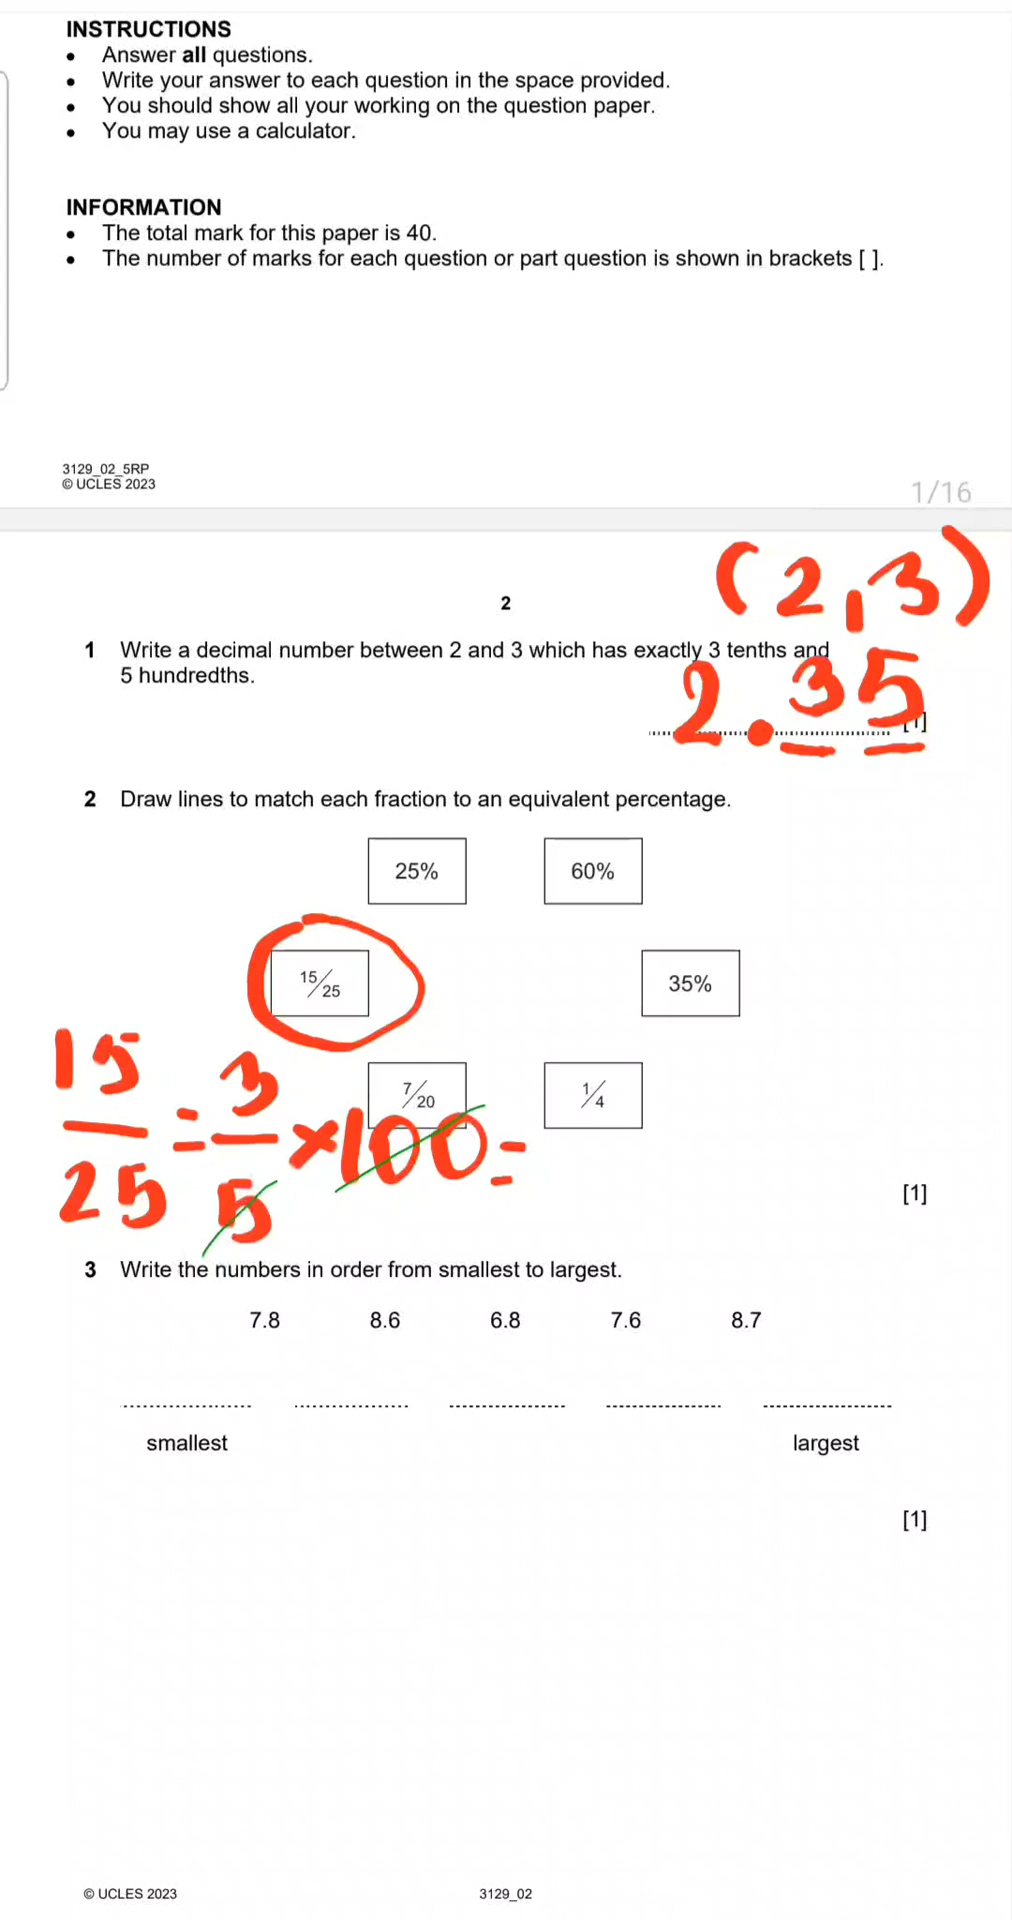 INSTRUCTIONS
• Answer all questions.
• Write your answer to each question in the space provided.
• You should show all your working on the question paper.
• You may use a calculator.
INFORMATION
• The total mark for this paper is 40.
• The number of marks for each question or part question is shown in brackets [ ].
3129_02_5RP
© UCLES 2023
1/16
(2,3)
2
1 Write a decimal number between 2 and 3 which has exactly 3 tenths and
5 hundredths.
2.35
[1]
2 Draw lines to match each fraction to an equivalent percentage.
25% 60%
15/25 35%
7/20 1/4
15/25 = 3/5 × 100 =
[1]
3 Write the numbers in order from smallest to largest.
7.8 8.6 6.8 7.6 8.7
smallest largest
[1]
© UCLES 2023 3129_02